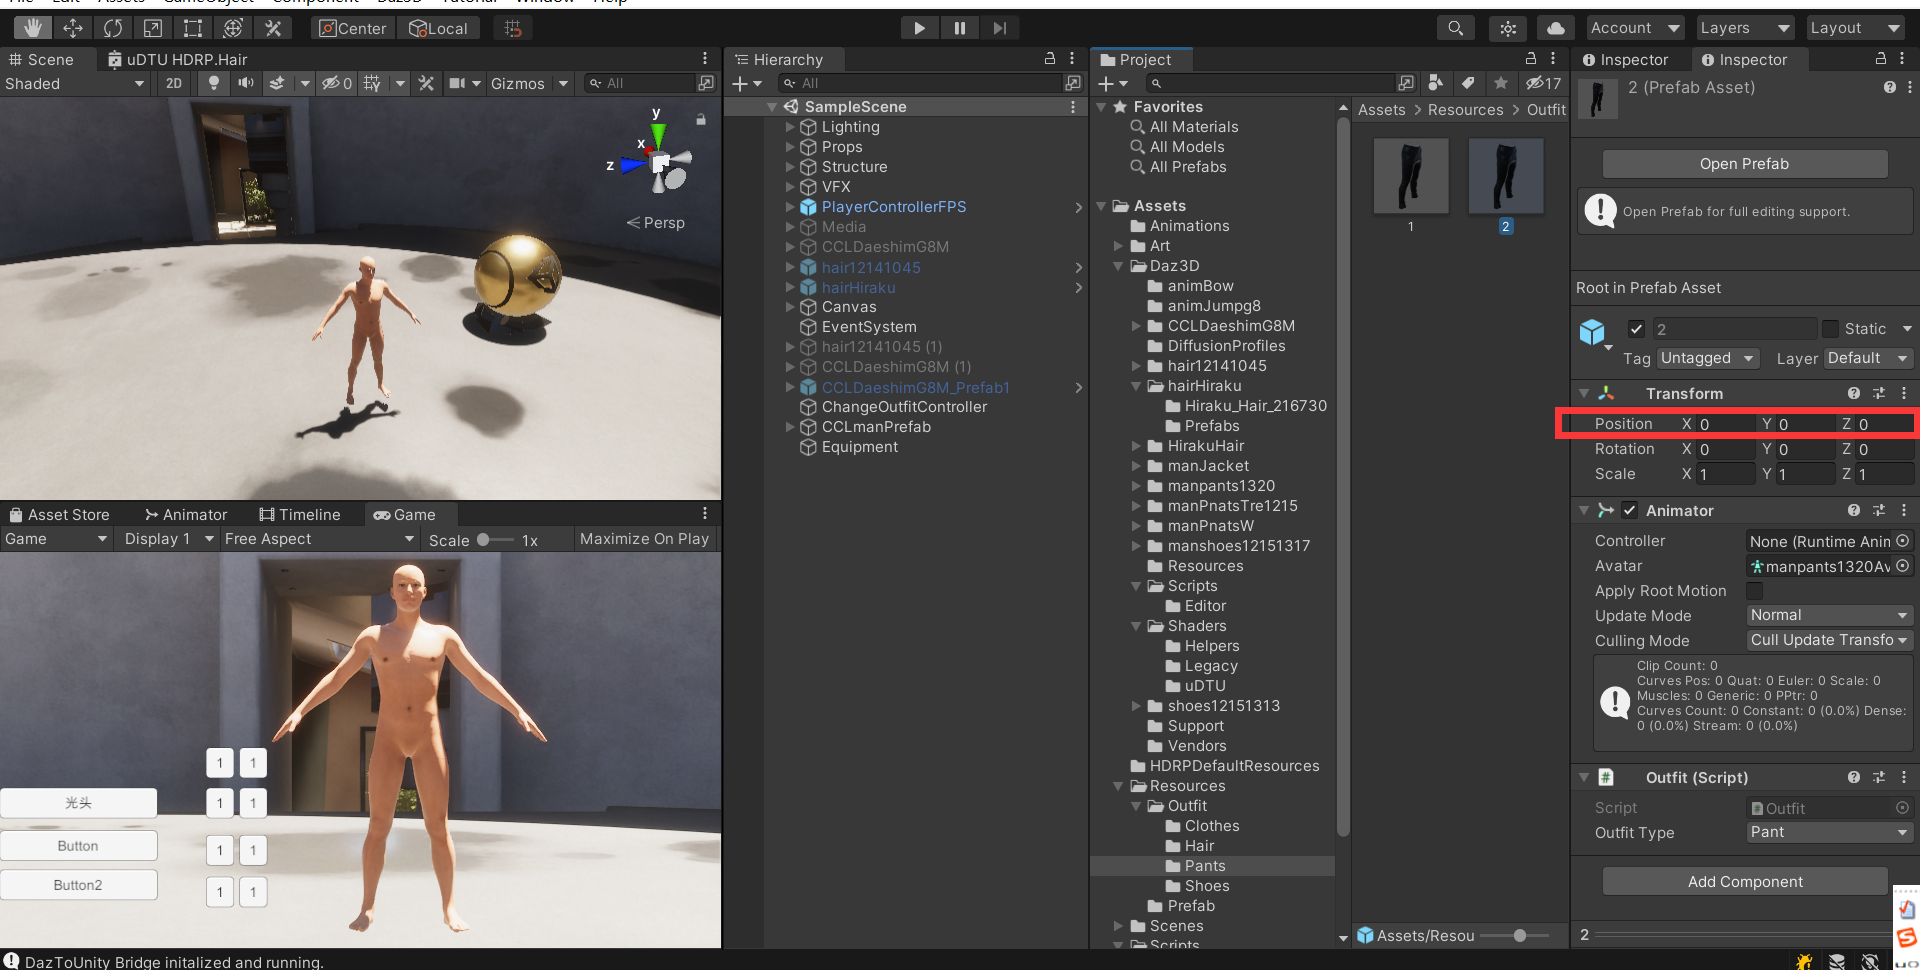 File Edit Assets GameObject Component Daz3D Tutorial Window Help
Center Local Account Layers Layout
Scene uDTU HDRP.Hair
Shaded 2D 0 Gizmos All
y
x
z
Persp
Asset Store Animator Timeline Game
Game Display 1 Free Aspect Scale 1x Maximize On Play
1 1
光头 1 1
Button 1 1
Button2 1 1
Hierarchy
All
SampleScene
Lighting
Props
Structure
VFX
PlayerControllerFPS
Media
CCLDaeshimG8M
hair12141045
hairHiraku
Canvas
EventSystem
hair12141045 (1)
CCLDaeshimG8M (1)
CCLDaeshimG8M_Prefab1
ChangeOutfitController
CCLmanPrefab
Equipment
Project
17
Favorites
All Materials
All Models
All Prefabs
Assets
Animations
Art
Daz3D
animBow
animJumpg8
CCLDaeshimG8M
DiffusionProfiles
hair12141045
hairHiraku
Hiraku_Hair_216730
Prefabs
HirakuHair
manJacket
manpants1320
manPnatsTre1215
manPnatsW
manshoes12151317
Resources
Scripts
Editor
Shaders
Helpers
Legacy
uDTU
shoes12151313
Support
Vendors
HDRPDefaultResources
Resources
Outfit
Clothes
Hair
Pants
Shoes
Prefab
Scenes
Scripts
Assets > Resources > Outfit
1 2
Assets/Resou
Inspector Inspector
2 (Prefab Asset)
Open Prefab
Open Prefab for full editing support.
Root in Prefab Asset
2 Static
Tag Untagged Layer Default
Transform
Position X 0 Y 0 Z 0
Rotation X 0 Y 0 Z 0
Scale X 1 Y 1 Z 1
Animator
Controller None (Runtime Anin
Avatar manpants1320Av
Apply Root Motion
Update Mode Normal
Culling Mode Cull Update Transfo
Clip Count: 0
Curves Pos: 0 Quat: 0 Euler: 0 Scale: 0
Muscles: 0 Generic: 0 PPtr: 0
Curves Count: 0 Constant: 0 (0.0%) Dense:
0 (0.0%) Stream: 0 (0.0%)
Outfit (Script)
Script Outfit
Outfit Type Pant
Add Component
2
DazToUnity Bridge initalized and running.